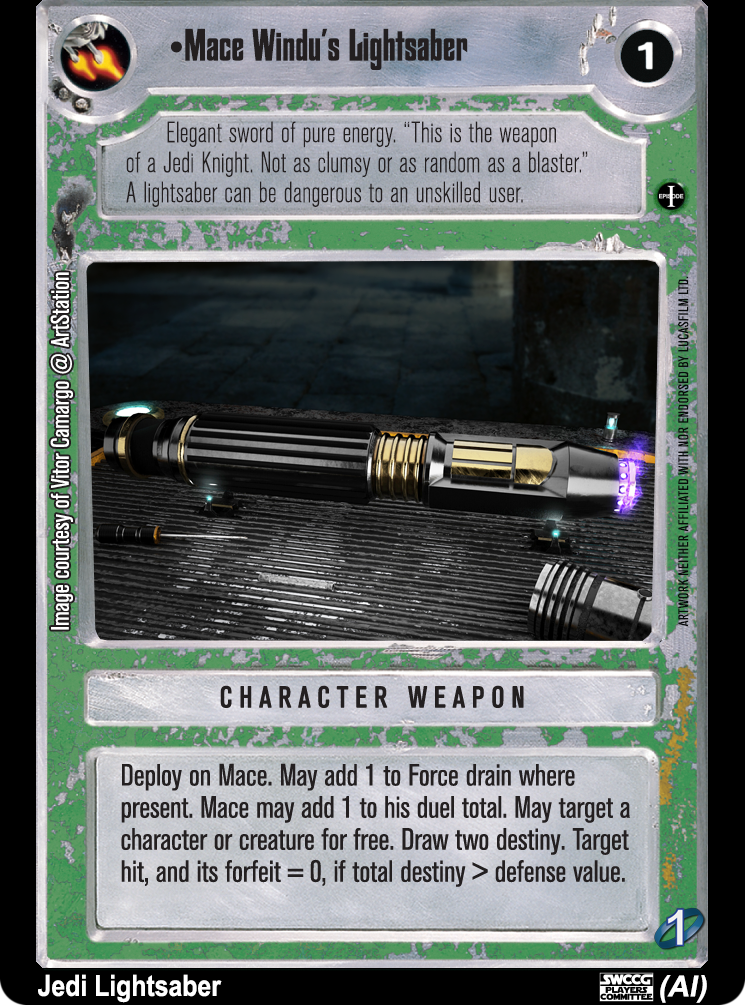 •Mace Windu's Lightsaber
1
Elegant sword of pure energy. “This is the weapon
of a Jedi Knight. Not as clumsy or as random as a blaster.”
A lightsaber can be dangerous to an unskilled user.
EPISODE
I
Image courtesy of Vitor Camargo @ ArtStation
ARTWORK NEITHER AFFILIATED WITH NOR ENDORSED BY LUCASFILM LTD.
CHARACTER WEAPON
Deploy on Mace. May add 1 to Force drain where
present. Mace may add 1 to his duel total. May target a
character or creature for free. Draw two destiny. Target
hit, and its forfeit = 0, if total destiny > defense value.
1
Jedi Lightsaber
SWCCG
PLAYERS
COMMITTEE
(AI)